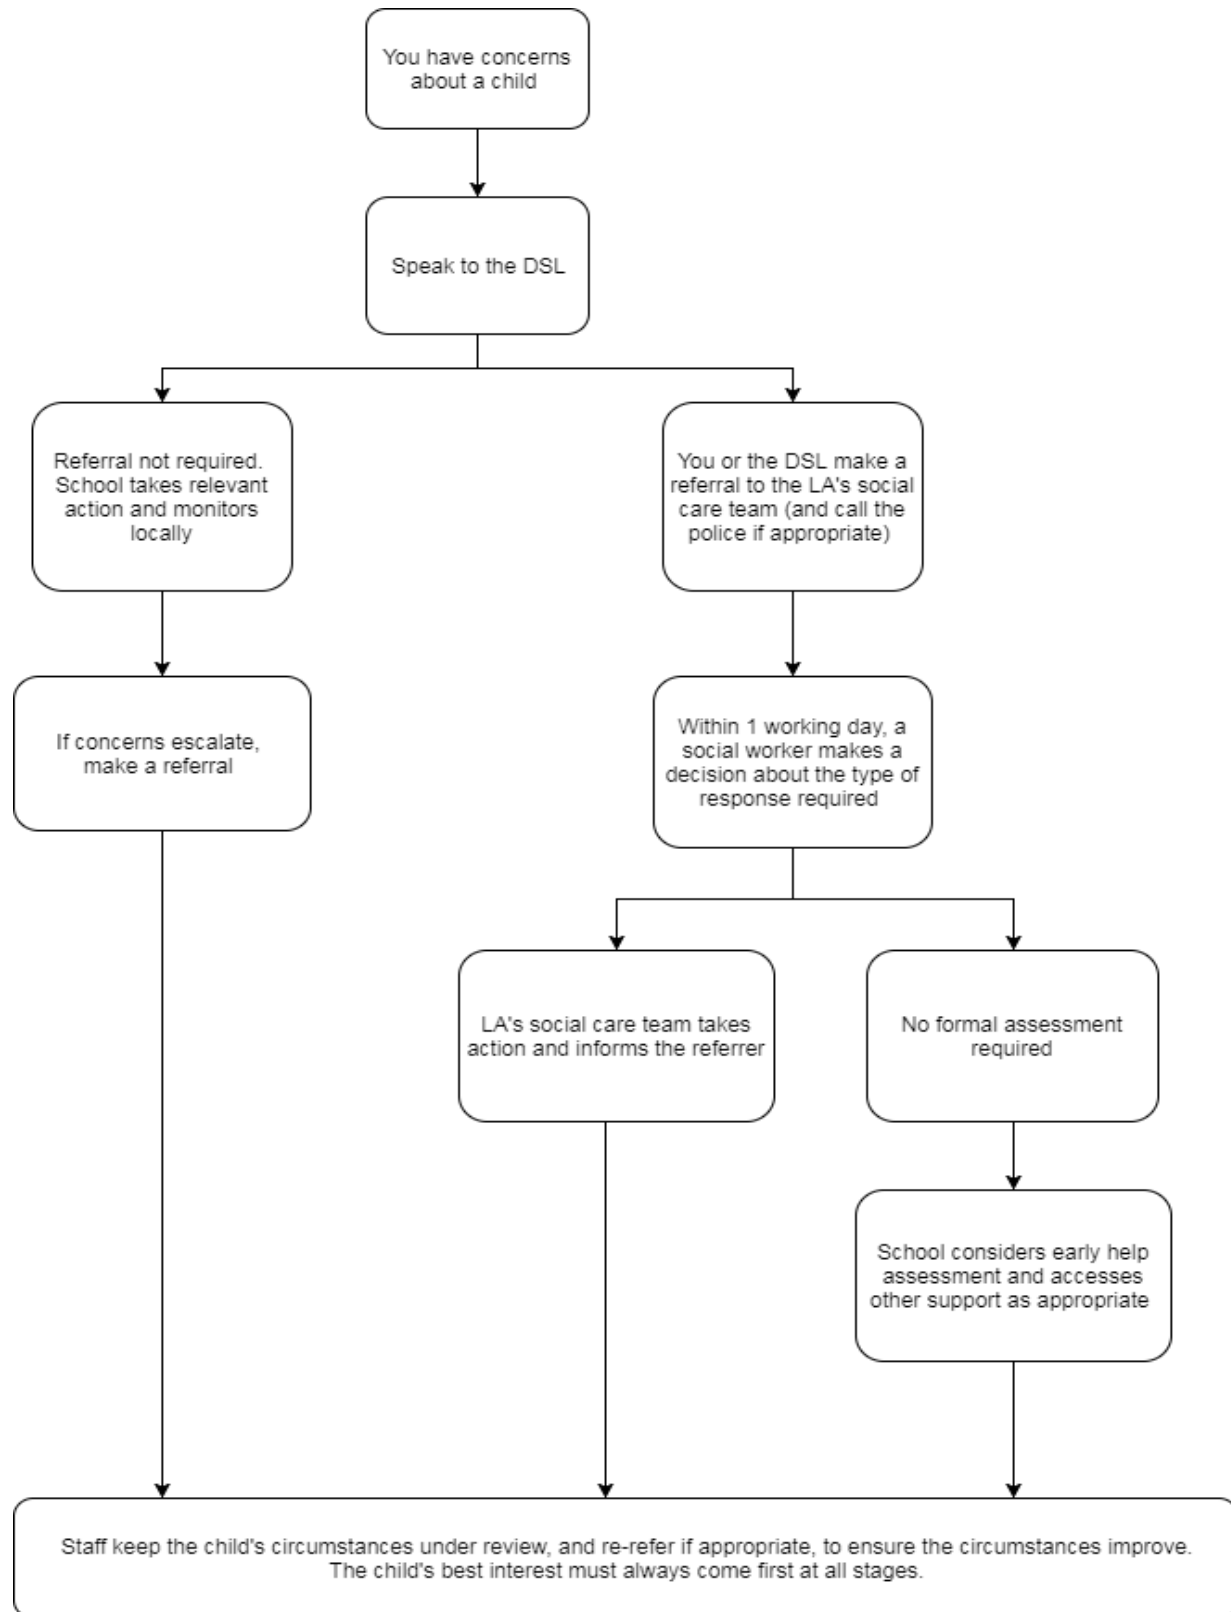 You have concerns
about a child
Speak to the DSL
Referral not required.
School takes relevant
action and monitors
locally
You or the DSL make a
referral to the LA's social
care team (and call the
police if appropriate)
If concerns escalate,
make a referral
Within 1 working day, a
social worker makes a
decision about the type of
response required
LA's social care team takes
action and informs the referrer
No formal assessment
required
School considers early help
assessment and accesses
other support as appropriate
Staff keep the child's circumstances under review, and re-refer if appropriate, to ensure the circumstances improve.
The child's best interest must always come first at all stages.